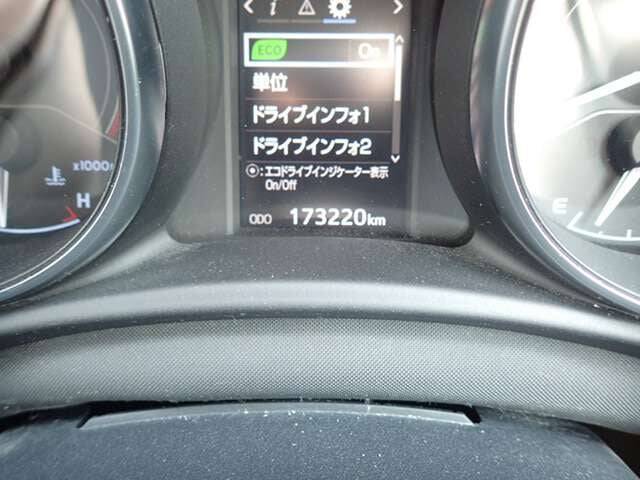 ECO On
単位
ドライブインフォ1
ドライブインフォ2
⦿:エコドライブインジケーター表示
On/Off
ODO 173220km
x1000r
H
E